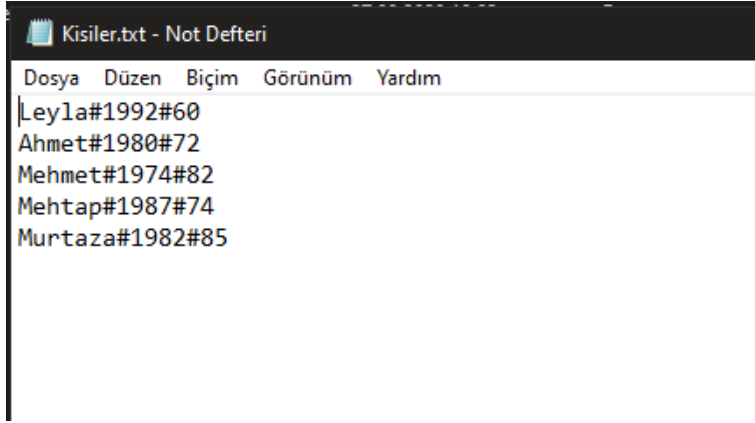 Kisiler.txt - Not Defteri
Dosya Düzen Biçim Görünüm Yardım
Leyla#1992#60
Ahmet#1980#72
Mehmet#1974#82
Mehtap#1987#74
Murtaza#1982#85